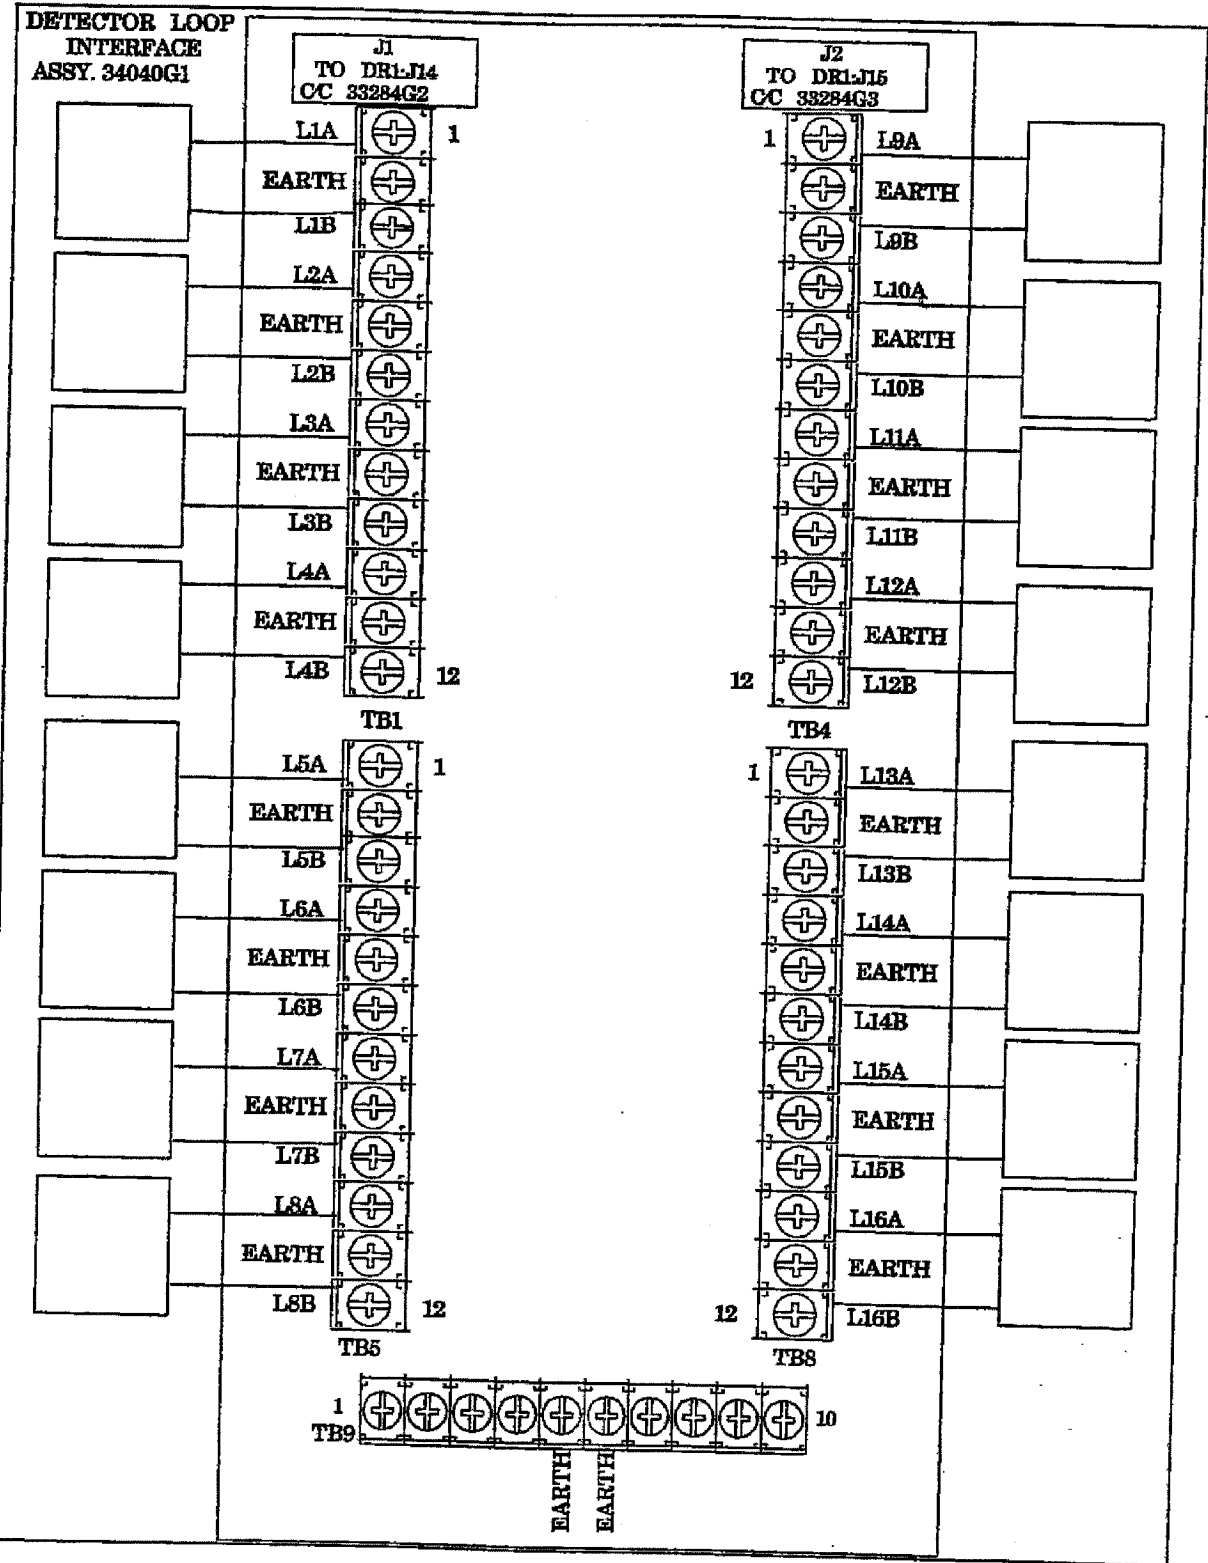 DETECTOR LOOP
INTERFACE
ASSY. 34040G1
J1
TO DR1:J14
C/C 33284G2
J2
TO DR1:J15
C/C 33284G3
L1A
1
EARTH
L1B
L2A
EARTH
L2B
L3A
EARTH
L3B
L4A
EARTH
L4B
12
TB1
L5A
1
EARTH
L5B
L6A
EARTH
L6B
L7A
EARTH
L7B
L8A
EARTH
L8B
12
TB5
1
L9A
EARTH
L9B
L10A
EARTH
L10B
L11A
EARTH
L11B
L12A
EARTH
12
L12B
TB4
1
L13A
EARTH
L13B
L14A
EARTH
L14B
L15A
EARTH
L15B
L16A
EARTH
12
L16B
TB8
1
TB9
10
EARTH
EARTH